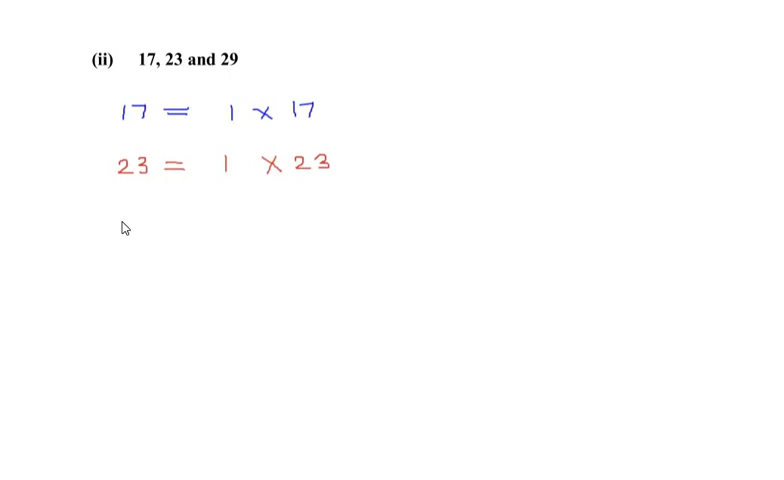 (ii) 17, 23 and 29
17 = 1 × 17
23 = 1 × 23